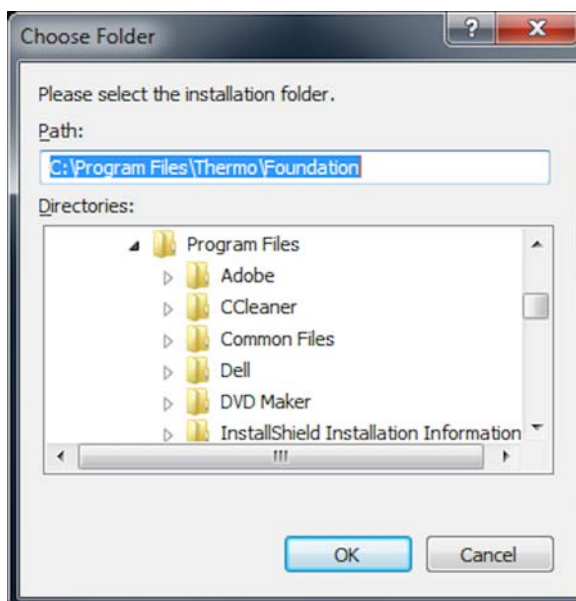 Choose Folder
Please select the installation folder.
Path:
C:\Program Files\Thermo\Foundation
Directories:
Program Files
Adobe
CCleaner
Common Files
Dell
DVD Maker
InstallShield Installation Information
OK Cancel